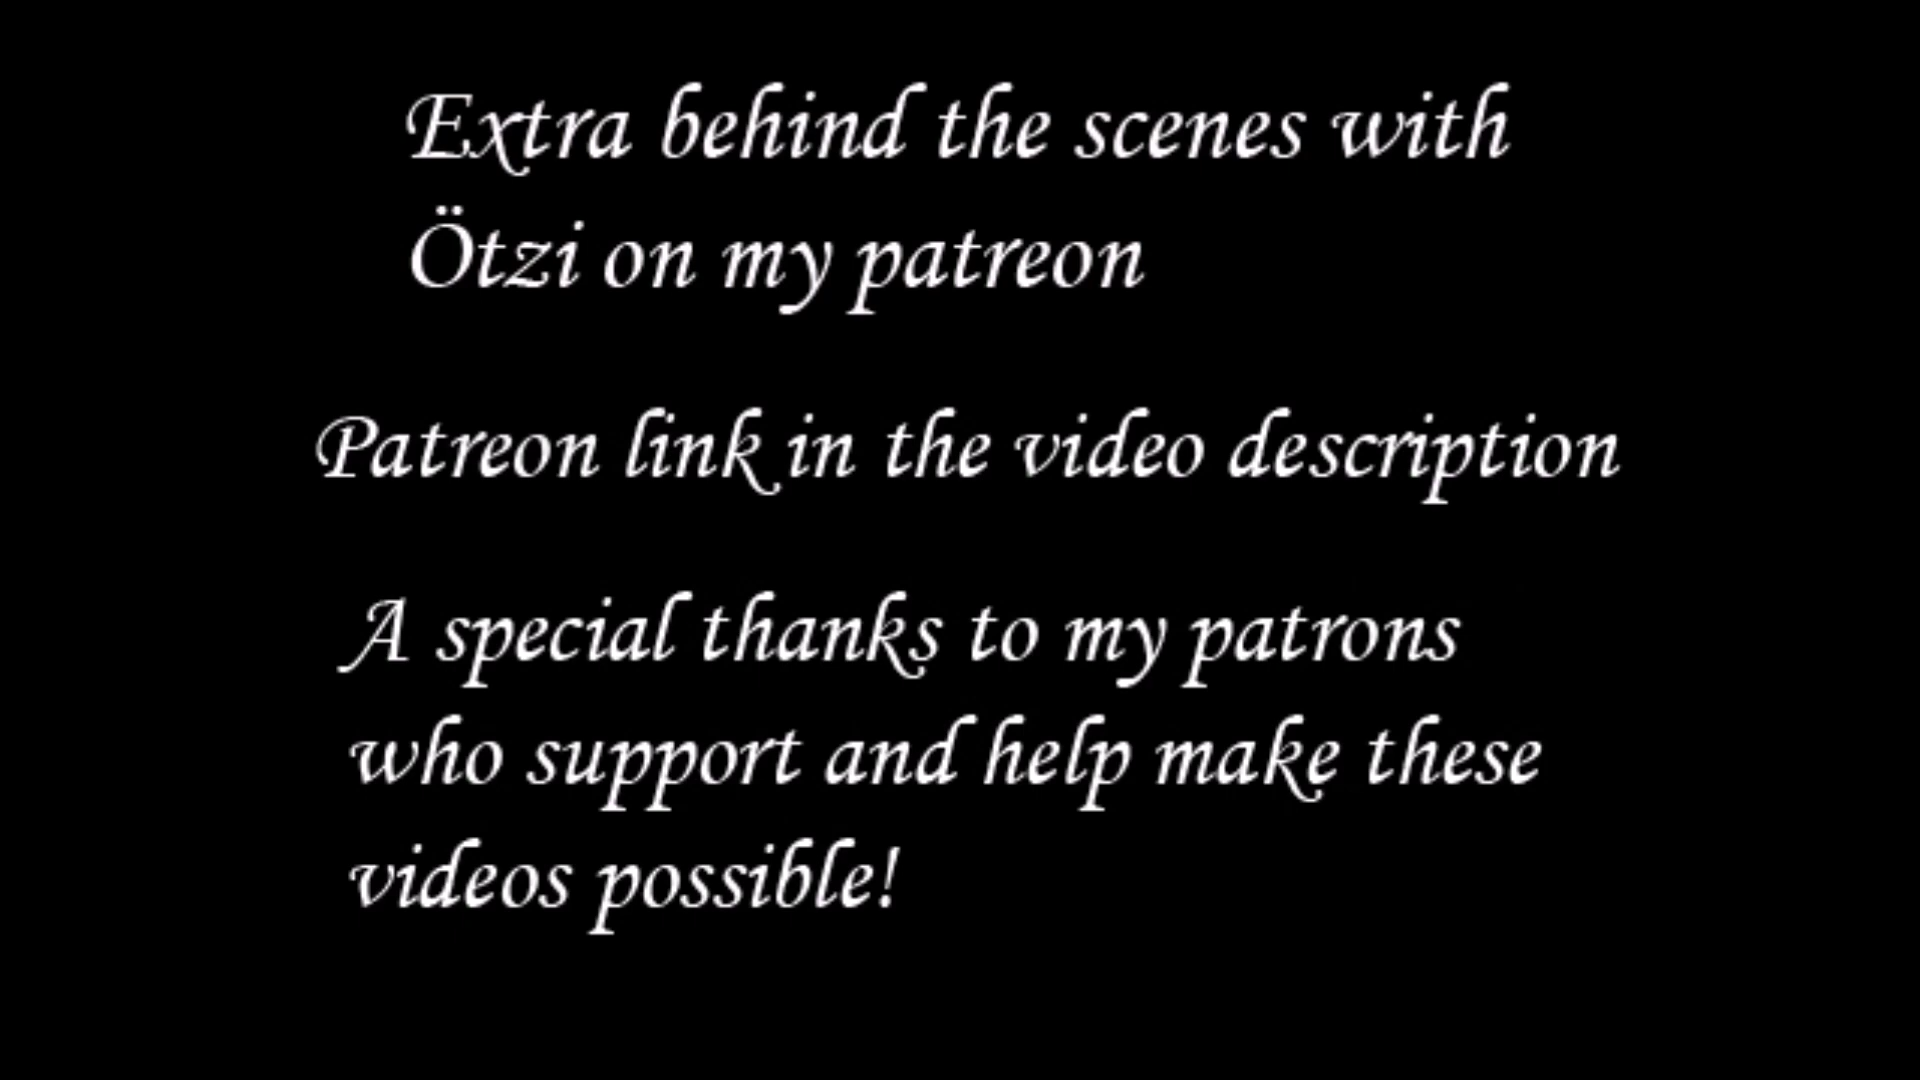 Extra behind the scenes with
Ötzi on my patreon
Patreon link in the video description
A special thanks to my patrons
who support and help make these
videos possible!